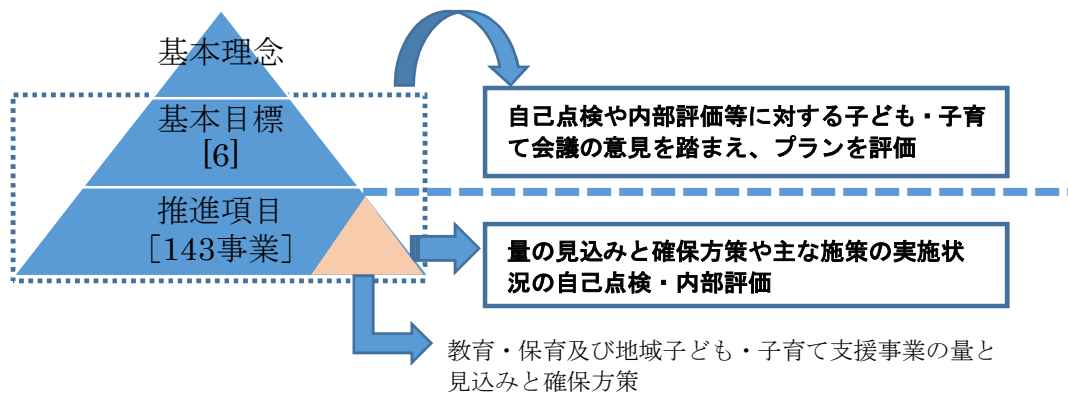 基本理念
基本目標
[6]
推進項目
［143事業］
自己点検や内部評価等に対する子ども・子育
て会議の意見を踏まえ、プランを評価
量の見込みと確保方策や主な施策の実施状
況の自己点検・内部評価
教育・保育及び地域子ども・子育て支援事業の量と
見込みと確保方策